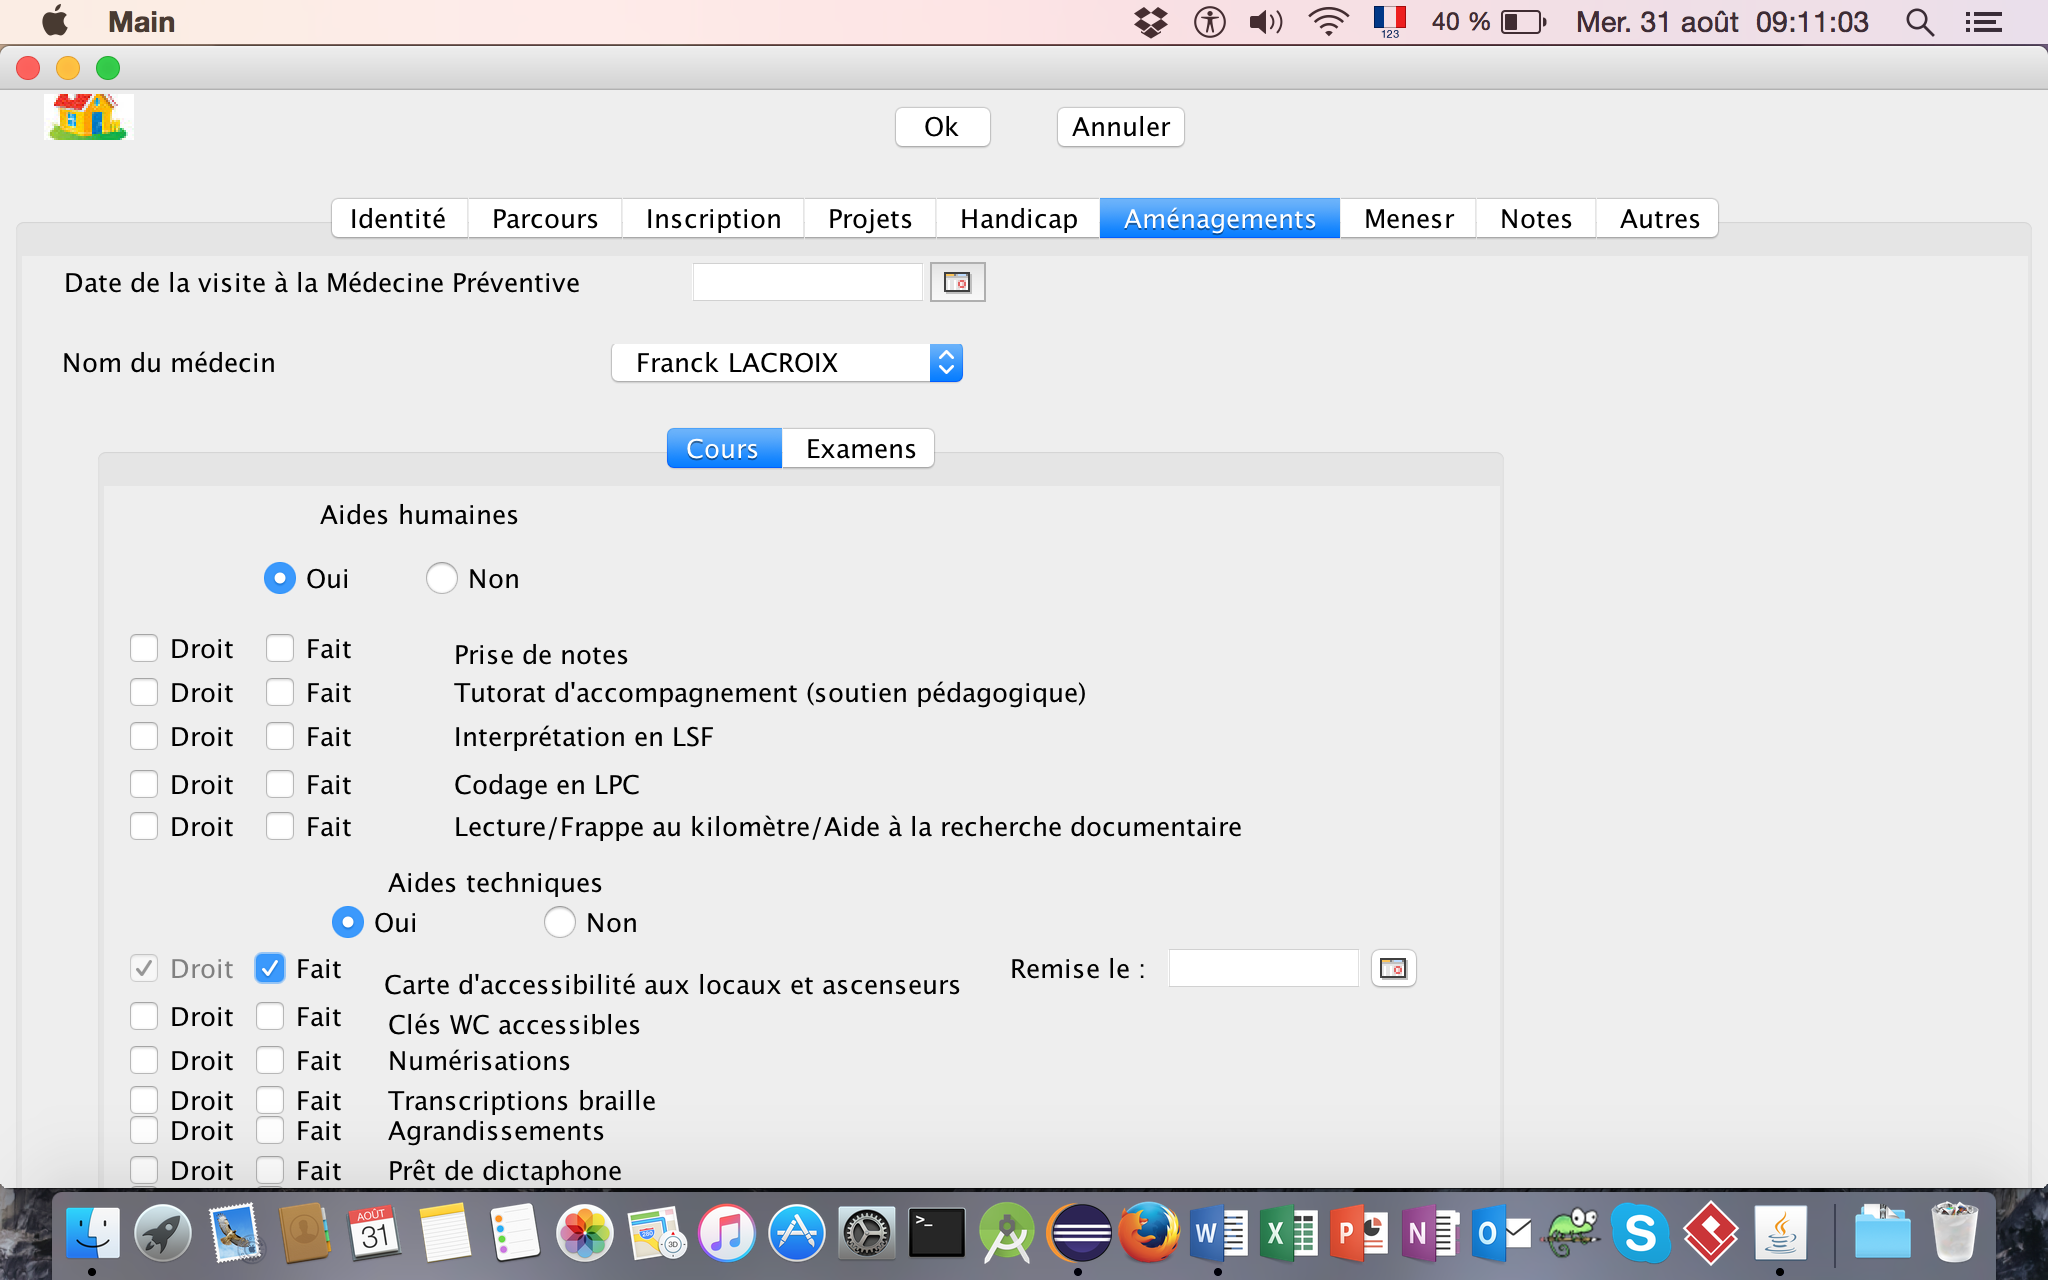 Main 123 40 % Mer. 31 août 09:11:03
Ok Annuler
Identité Parcours Inscription Projets Handicap Aménagements Menesr Notes Autres
Date de la visite à la Médecine Préventive
Nom du médecin Franck LACROIX
Cours Examens
Aides humaines
Oui Non
Droit Fait Prise de notes
Droit Fait Tutorat d'accompagnement (soutien pédagogique)
Droit Fait Interprétation en LSF
Droit Fait Codage en LPC
Droit Fait Lecture/Frappe au kilomètre/Aide à la recherche documentaire
Aides techniques
Oui Non
Droit Fait Carte d'accessibilité aux locaux et ascenseurs Remise le :
Droit Fait Clés WC accessibles
Droit Fait Numérisations
Droit Fait Transcriptions braille
Droit Fait Agrandissements
Droit Fait Prêt de dictaphone
AOÛT
31
280 3D >_ W X P N O S